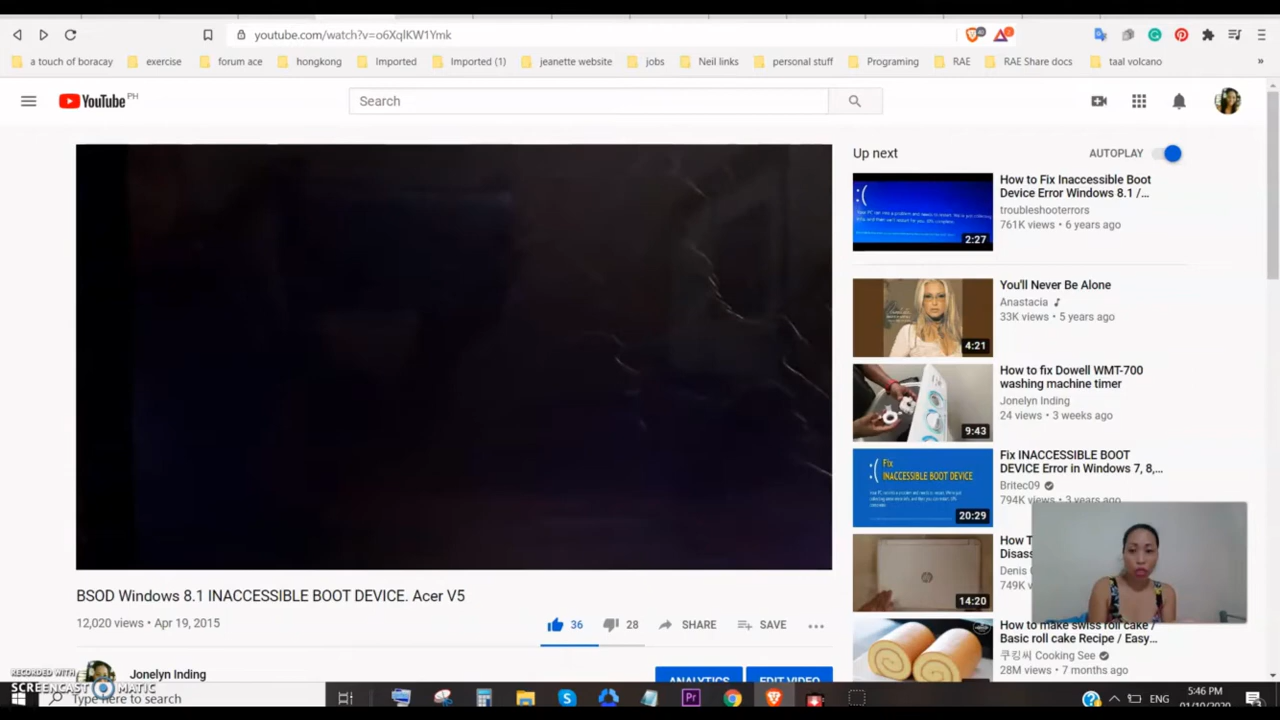 youtube.com/watch?v=o6XqlKW1Ymk
a touch of boracay
exercise
forum ace
hongkong
Imported
Imported (1)
jeanette website
jobs
Neil links
personal stuff
Programing
RAE
RAE Share docs
taal volcano
»
YouTube PH
Search
Up next
AUTOPLAY
How to Fix Inaccessible Boot
Device Error Windows 8.1 /...
troubleshooterrors
761K views • 6 years ago
2:27
You'll Never Be Alone
Anastacia
33K views • 5 years ago
4:21
How to fix Dowell WMT-700
washing machine timer
Jonelyn Inding
24 views • 3 weeks ago
9:43
Fix
INACCESSIBLE BOOT DEVICE
Fix INACCESSIBLE BOOT
DEVICE Error in Windows 7, 8,...
Britec09
794K views • 3 years ago
20:29
How T
Disass
Denis
749K
14:20
How to make swiss roll cake /
Basic roll cake Recipe / Easy...
쿠킹씨 Cooking See
28M views • 7 months ago
BSOD Windows 8.1 INACCESSIBLE BOOT DEVICE. Acer V5
12,020 views • Apr 19, 2015
36
28
SHARE
SAVE
Jonelyn Inding
ANALYTICS
EDIT VIDEO
RECORDED WITH
SCREENCAST MATIC
Type here to search
ENG
5:46 PM
01/10/2020